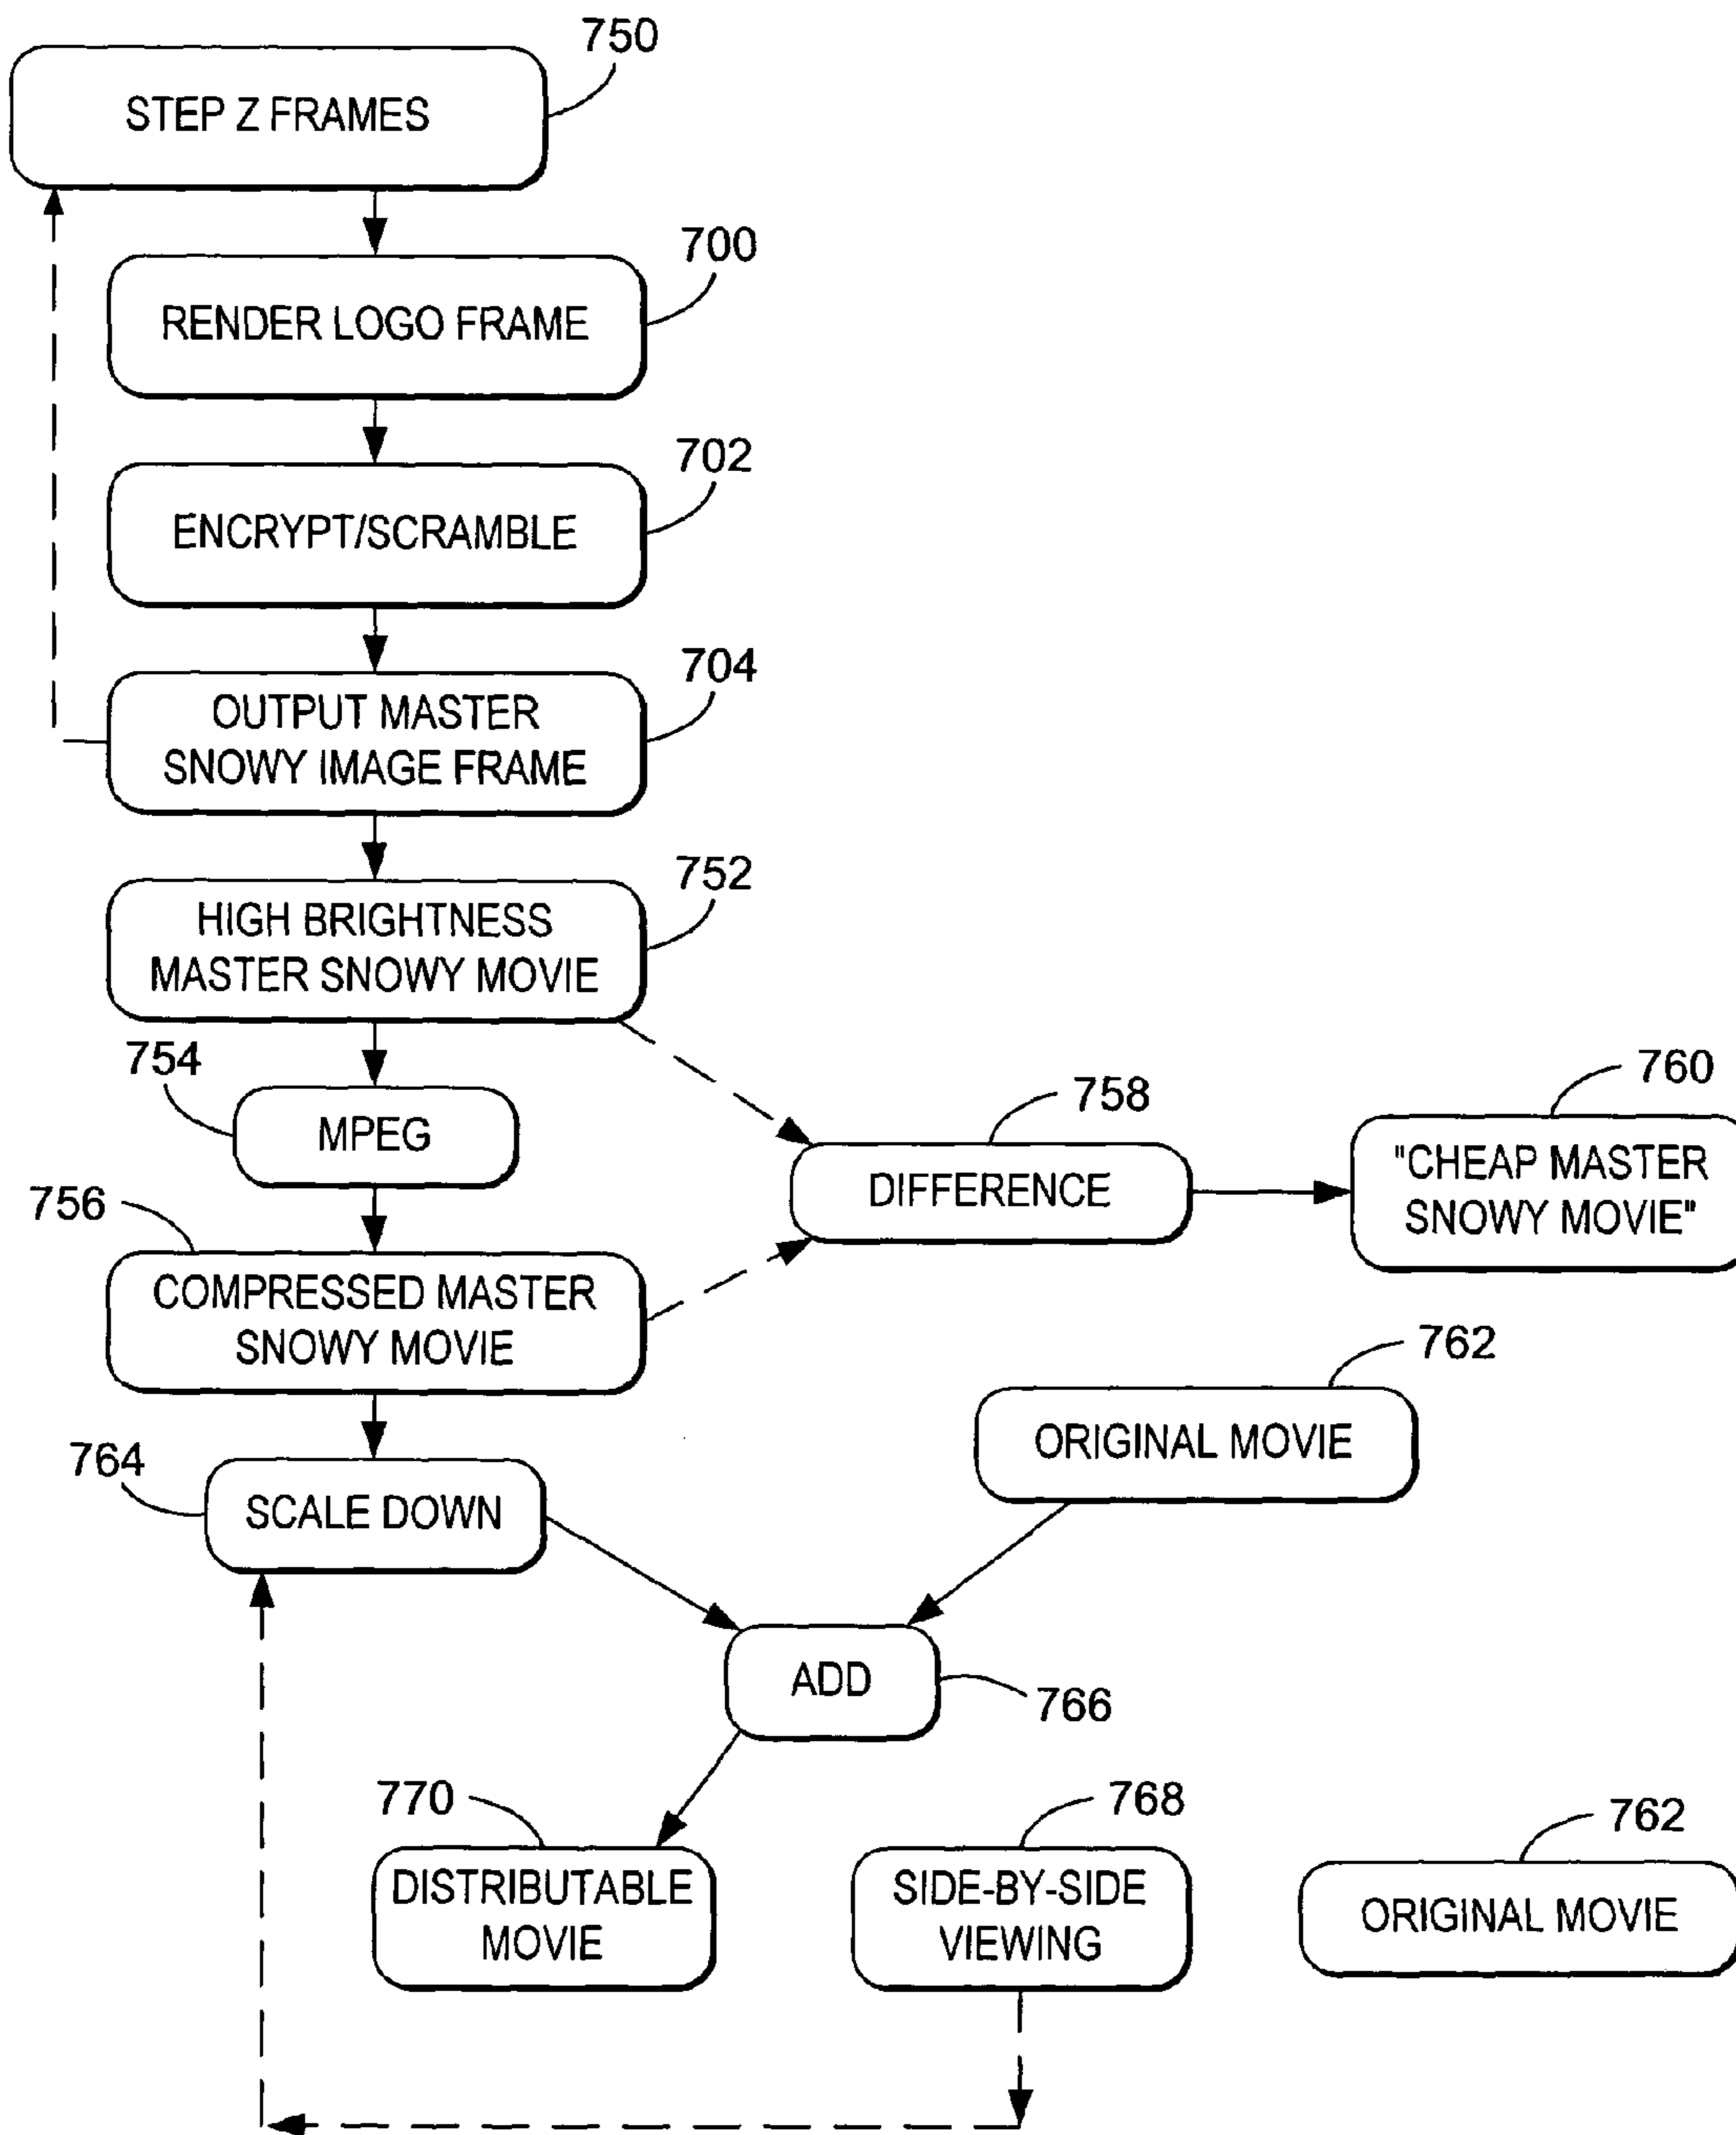 750
STEP Z FRAMES
700
RENDER LOGO FRAME
702
ENCRYPT/SCRAMBLE
704
OUTPUT MASTER
SNOWY IMAGE FRAME
752
HIGH BRIGHTNESS
MASTER SNOWY MOVIE
754
MPEG
758
DIFFERENCE
760
"CHEAP MASTER
SNOWY MOVIE"
756
COMPRESSED MASTER
SNOWY MOVIE
762
ORIGINAL MOVIE
764
SCALE DOWN
ADD
766
770
DISTRIBUTABLE
MOVIE
768
SIDE-BY-SIDE
VIEWING
762
ORIGINAL MOVIE